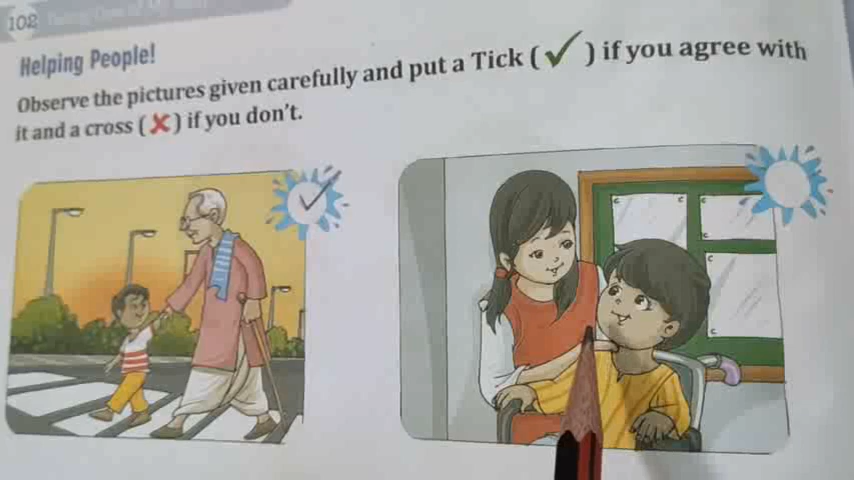 102
Helping People!
Observe the pictures given carefully and put a Tick (✓) if you agree with
it and a cross (✗) if you don't.